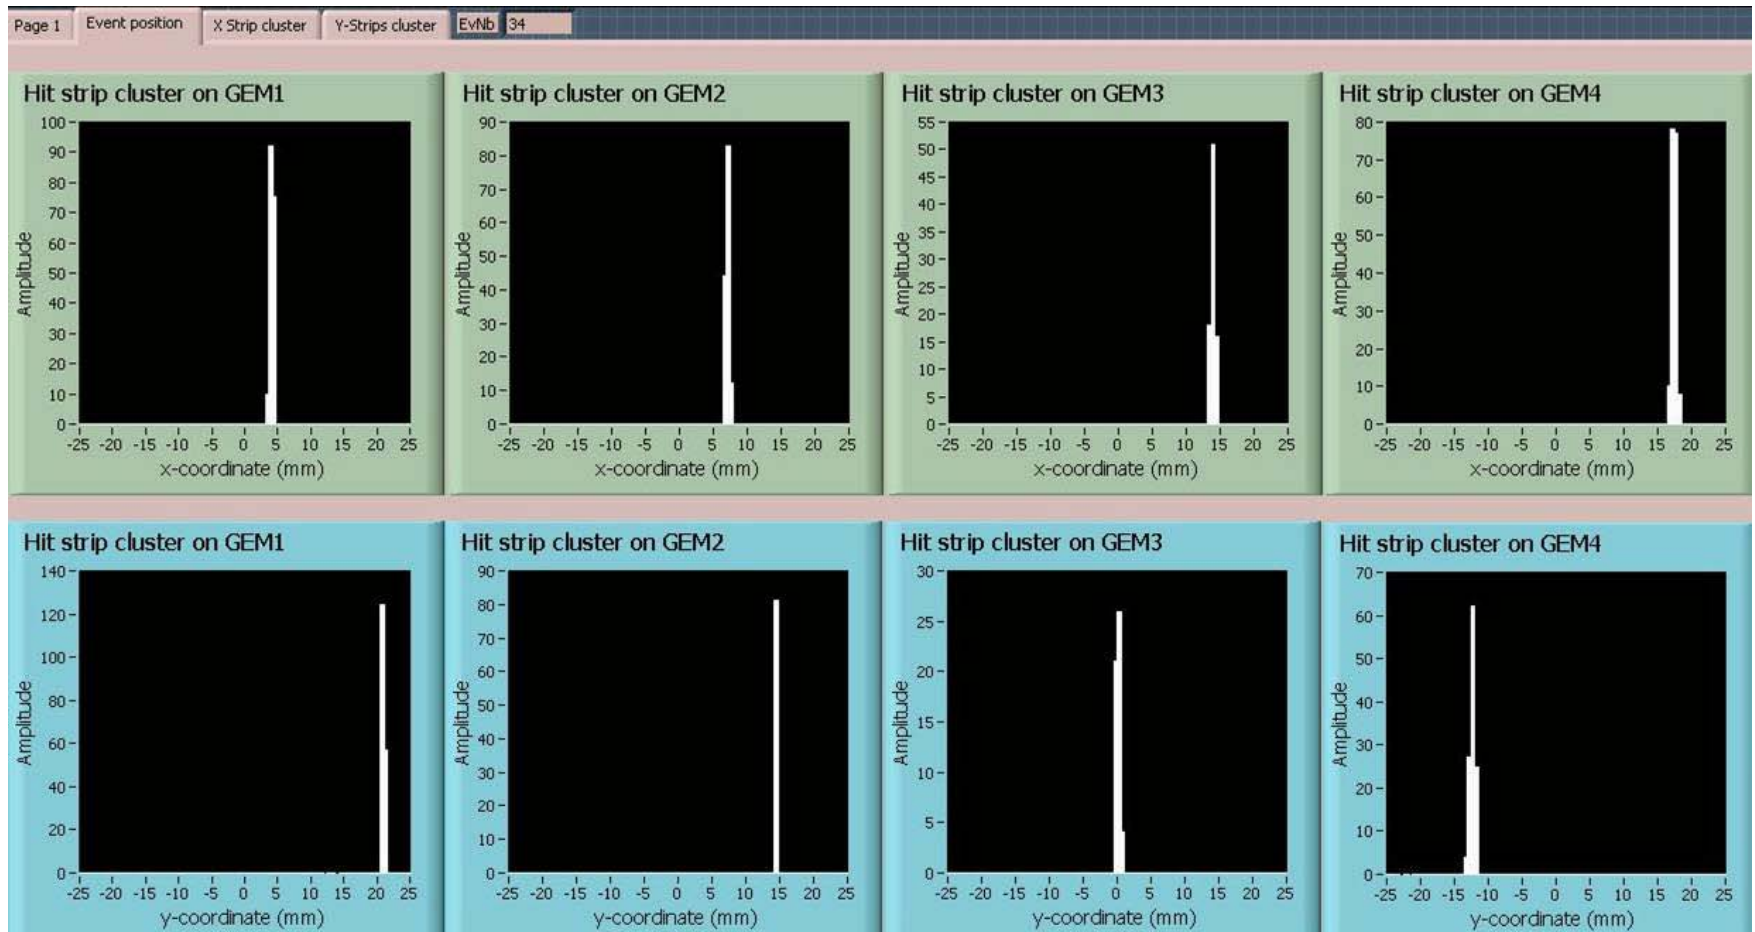 Page 1 Event position X Strip cluster Y-Strips cluster EvNb 34
Hit strip cluster on GEM1
100
90
80
70
60
50
40
30
20
10
0
Amplitude
-25 -20 -15 -10 -5 0 5 10 15 20 25
x-coordinate (mm)
Hit strip cluster on GEM2
90
80
70
60
50
40
30
20
10
0
Amplitude
-25 -20 -15 -10 -5 0 5 10 15 20 25
x-coordinate (mm)
Hit strip cluster on GEM3
55
50
45
40
35
30
25
20
15
10
5
0
Amplitude
-25 -20 -15 -10 -5 0 5 10 15 20 25
x-coordinate (mm)
Hit strip cluster on GEM4
80
70
60
50
40
30
20
10
0
Amplitude
-25 -20 -15 -10 -5 0 5 10 15 20 25
x-coordinate (mm)
Hit strip cluster on GEM1
140
120
100
80
60
40
20
0
Amplitude
-25 -20 -15 -10 -5 0 5 10 15 20 25
y-coordinate (mm)
Hit strip cluster on GEM2
90
80
70
60
50
40
30
20
10
0
Amplitude
-25 -20 -15 -10 -5 0 5 10 15 20 25
y-coordinate (mm)
Hit strip cluster on GEM3
30
25
20
15
10
5
0
Amplitude
-25 -20 -15 -10 -5 0 5 10 15 20 25
y-coordinate (mm)
Hit strip cluster on GEM4
70
60
50
40
30
20
10
0
Amplitude
-25 -20 -15 -10 -5 0 5 10 15 20 25
y-coordinate (mm)